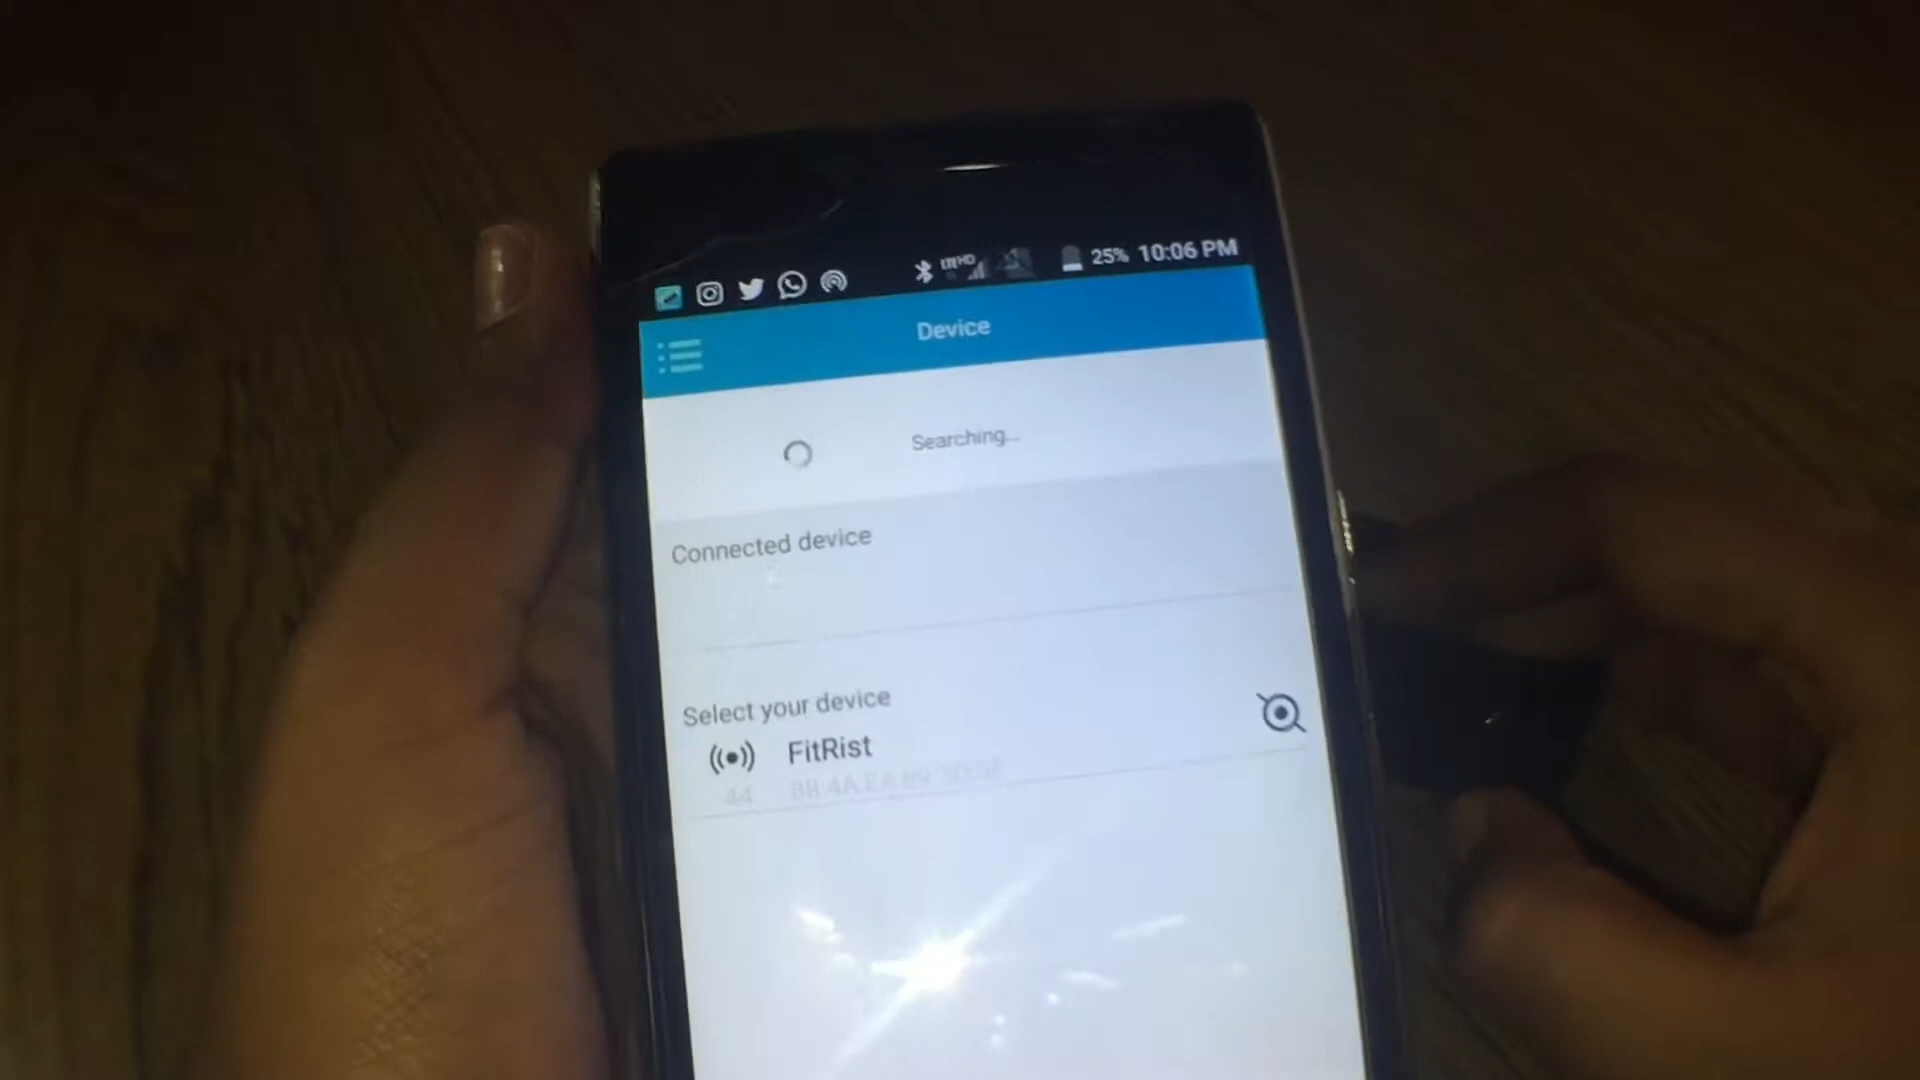 25% 10:06 PM
Device
Searching...
Connected device
Select your device
FitRist